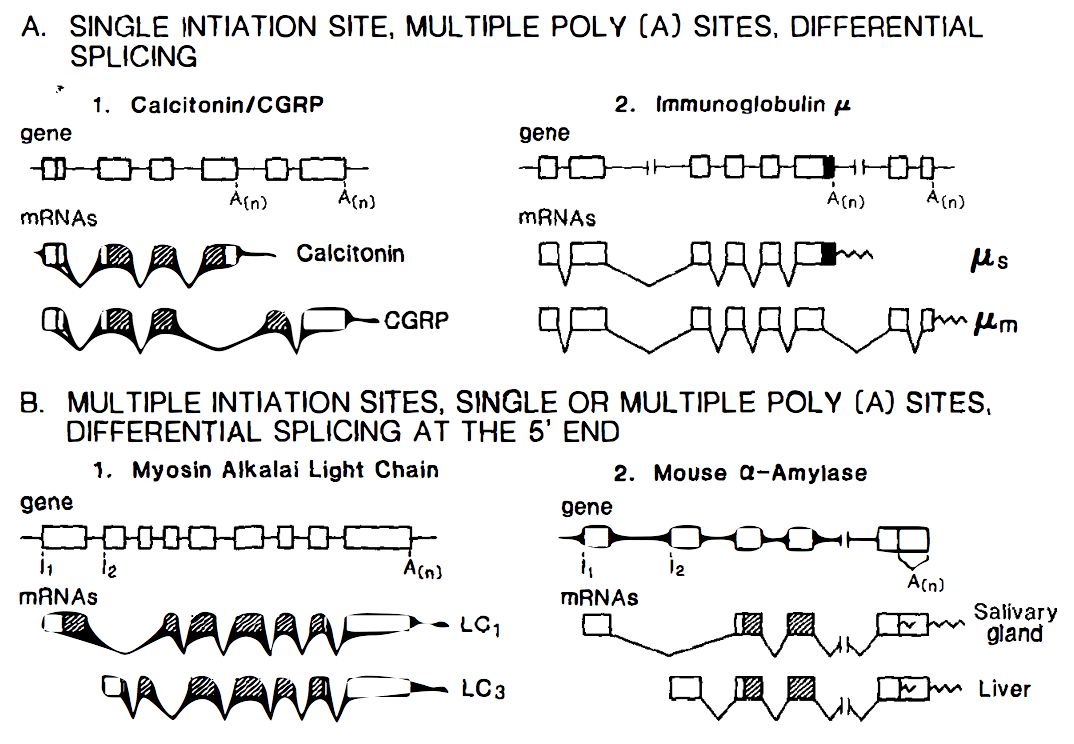 A. SINGLE INTIATION SITE, MULTIPLE POLY (A) SITES, DIFFERENTIAL
SPLICING
1. Calcitonin/CGRP
gene
A(n)
A(n)
mRNAs
Calcitonin
CGRP
2. Immunoglobulin μ
gene
A(n)
A(n)
mRNAs
μs
μm
B. MULTIPLE INTIATION SITES, SINGLE OR MULTIPLE POLY (A) SITES,
DIFFERENTIAL SPLICING AT THE 5' END
1. Myosin Alkalai Light Chain
gene
i1
i2
A(n)
mRNAs
LC1
LC3
2. Mouse α-Amylase
gene
i1
i2
A(n)
mRNAs
Salivary
gland
Liver